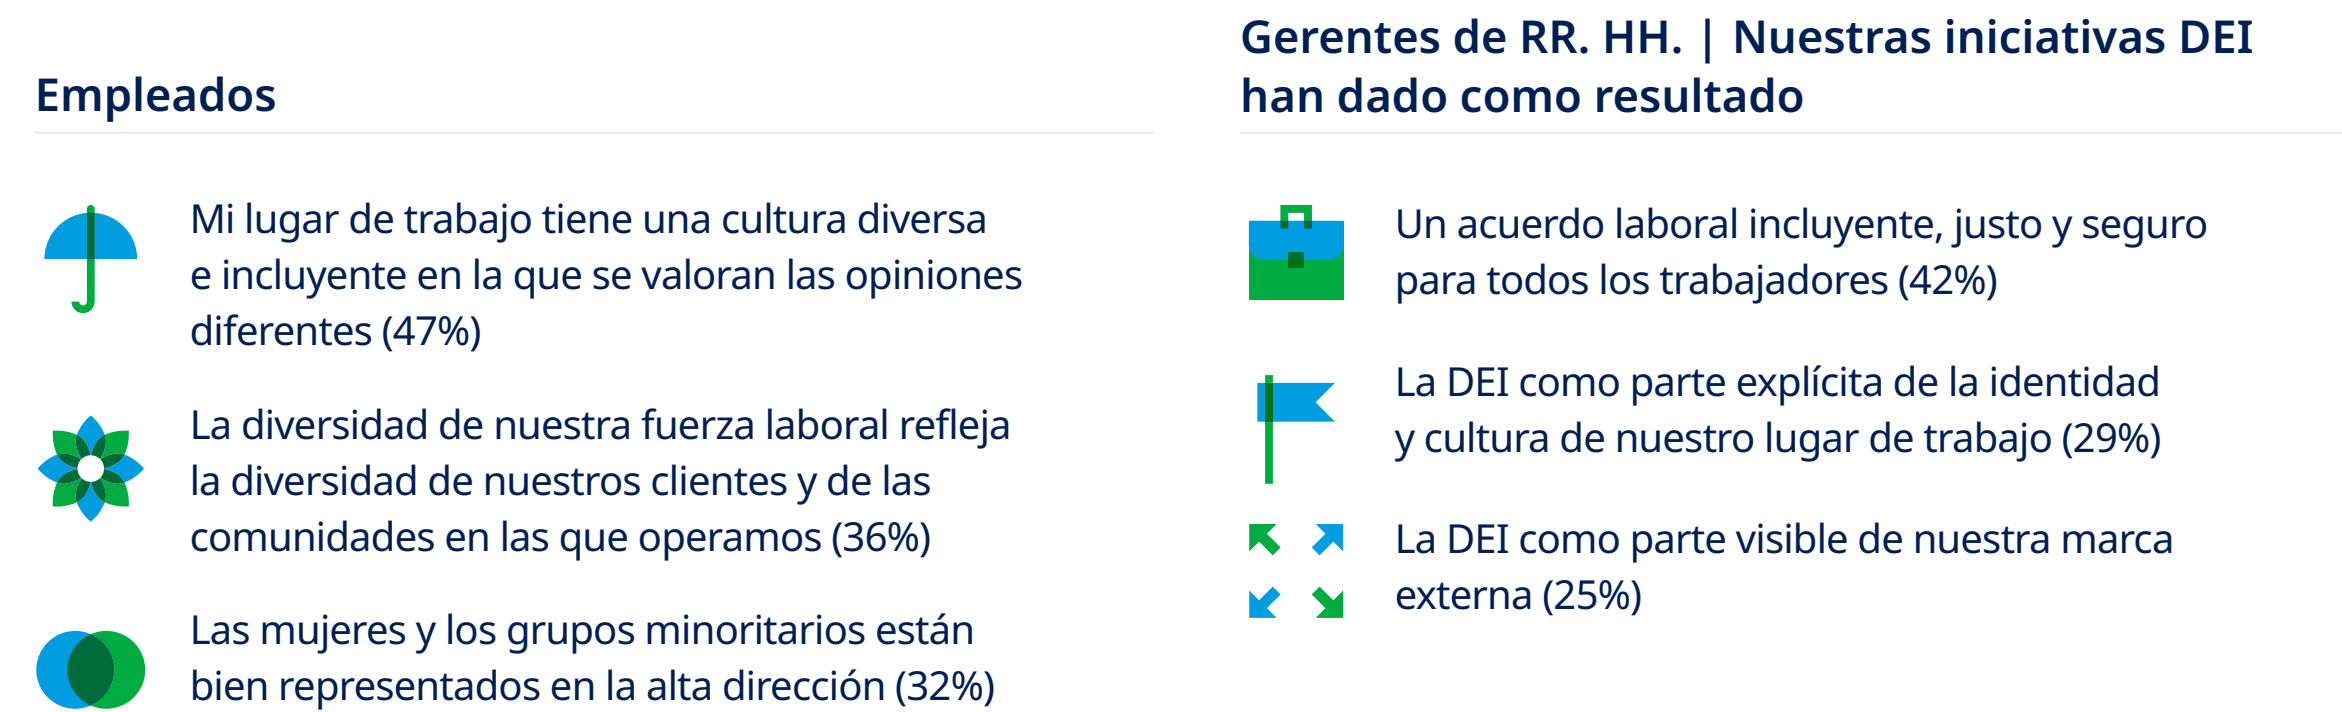 Empleados
Mi lugar de trabajo tiene una cultura diversa
e incluyente en la que se valoran las opiniones
diferentes (47%)
La diversidad de nuestra fuerza laboral refleja
la diversidad de nuestros clientes y de las
comunidades en las que operamos (36%)
Las mujeres y los grupos minoritarios están
bien representados en la alta dirección (32%)
Gerentes de RR. HH. | Nuestras iniciativas DEI
han dado como resultado
Un acuerdo laboral incluyente, justo y seguro
para todos los trabajadores (42%)
La DEI como parte explícita de la identidad
y cultura de nuestro lugar de trabajo (29%)
La DEI como parte visible de nuestra marca
externa (25%)